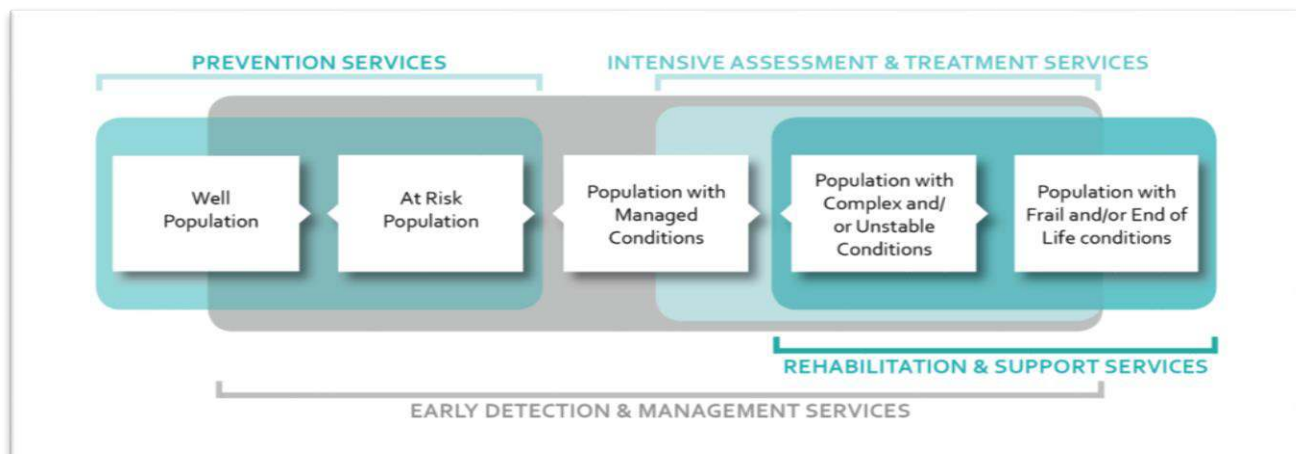 PREVENTION SERVICES
INTENSIVE ASSESSMENT & TREATMENT SERVICES
Well
Population
At Risk
Population
Population with
Managed
Conditions
Population with
Complex and/
or Unstable
Conditions
Population with
Frail and/or End of
Life conditions
REHABILITATION & SUPPORT SERVICES
EARLY DETECTION & MANAGEMENT SERVICES